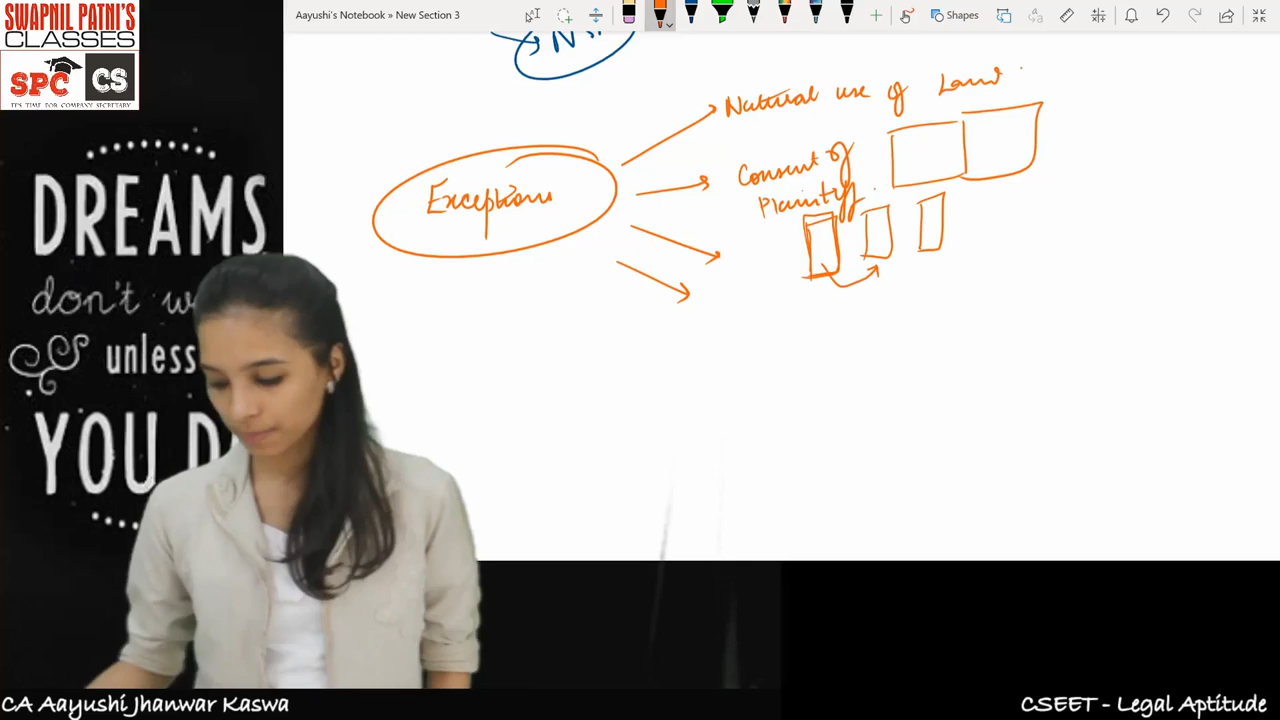 SWAPNIL PATNI'S
CLASSES
SPC CS
IT'S TIME FOR COMPANY SECRETARY
Aayushi's Notebook » New Section 3
Shapes
DREAMS
don't w
unless
YOU D
Natural use of Land
Consent of
Plaintiff
Exceptions
CA Aayushi Jhanwar Kaswa
CSEET - Legal Aptitude